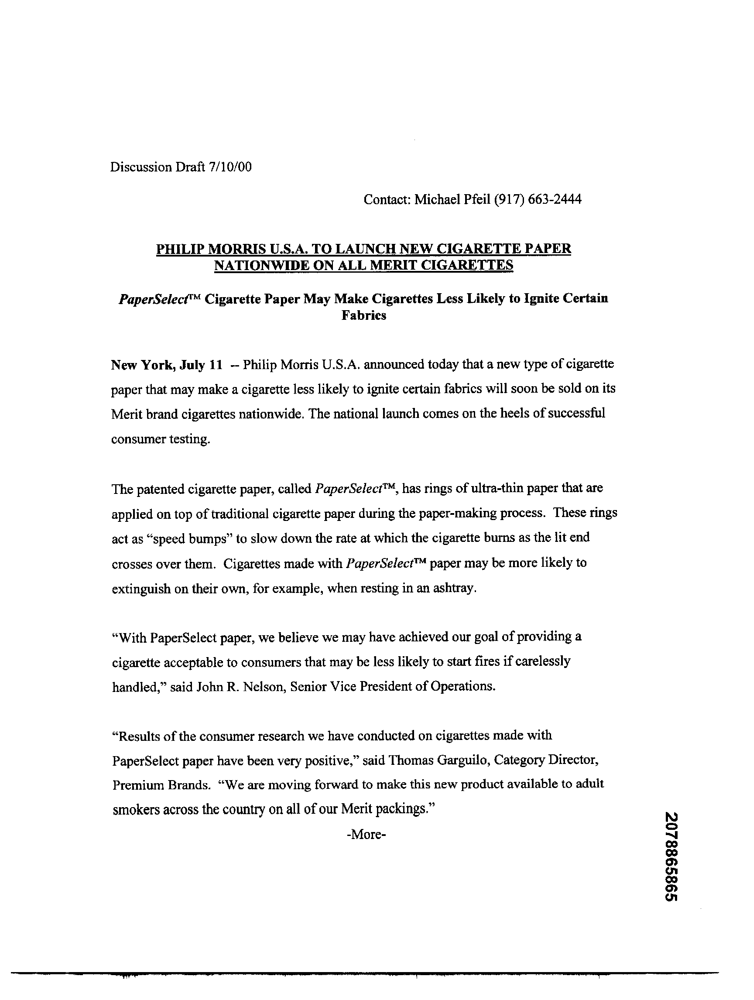 Discussion Draft 7/10/00
Contact: Michael Pfeil (917) 663-2444
PHILIP MORRIS U.S.A. TO LAUNCH NEW CIGARETTE PAPER
NATIONWIDE ON ALL MERIT CIGARETTES
PaperSelect™ Cigarette Paper May Make Cigarettes Less Likely to Ignite Certain
Fabrics
New York, July 11 -- Philip Morris U.S.A. announced today that a new type of cigarette
paper that may make a cigarette less likely to ignite certain fabrics will soon be sold on its
Merit brand cigarettes nationwide. The national launch comes on the heels of successful
consumer testing.
The patented cigarette paper, called PaperSelect™, has rings of ultra-thin paper that are
applied on top of traditional cigarette paper during the paper-making process. These rings
act as “speed bumps” to slow down the rate at which the cigarette burns as the lit end
crosses over them. Cigarettes made with PaperSelect™ paper may be more likely to
extinguish on their own, for example, when resting in an ashtray.
“With PaperSelect paper, we believe we may have achieved our goal of providing a
cigarette acceptable to consumers that may be less likely to start fires if carelessly
handled,” said John R. Nelson, Senior Vice President of Operations.
“Results of the consumer research we have conducted on cigarettes made with
PaperSelect paper have been very positive,” said Thomas Garguilo, Category Director,
Premium Brands. “We are moving forward to make this new product available to adult
smokers across the country on all of our Merit packings.”
-More-
2078865865